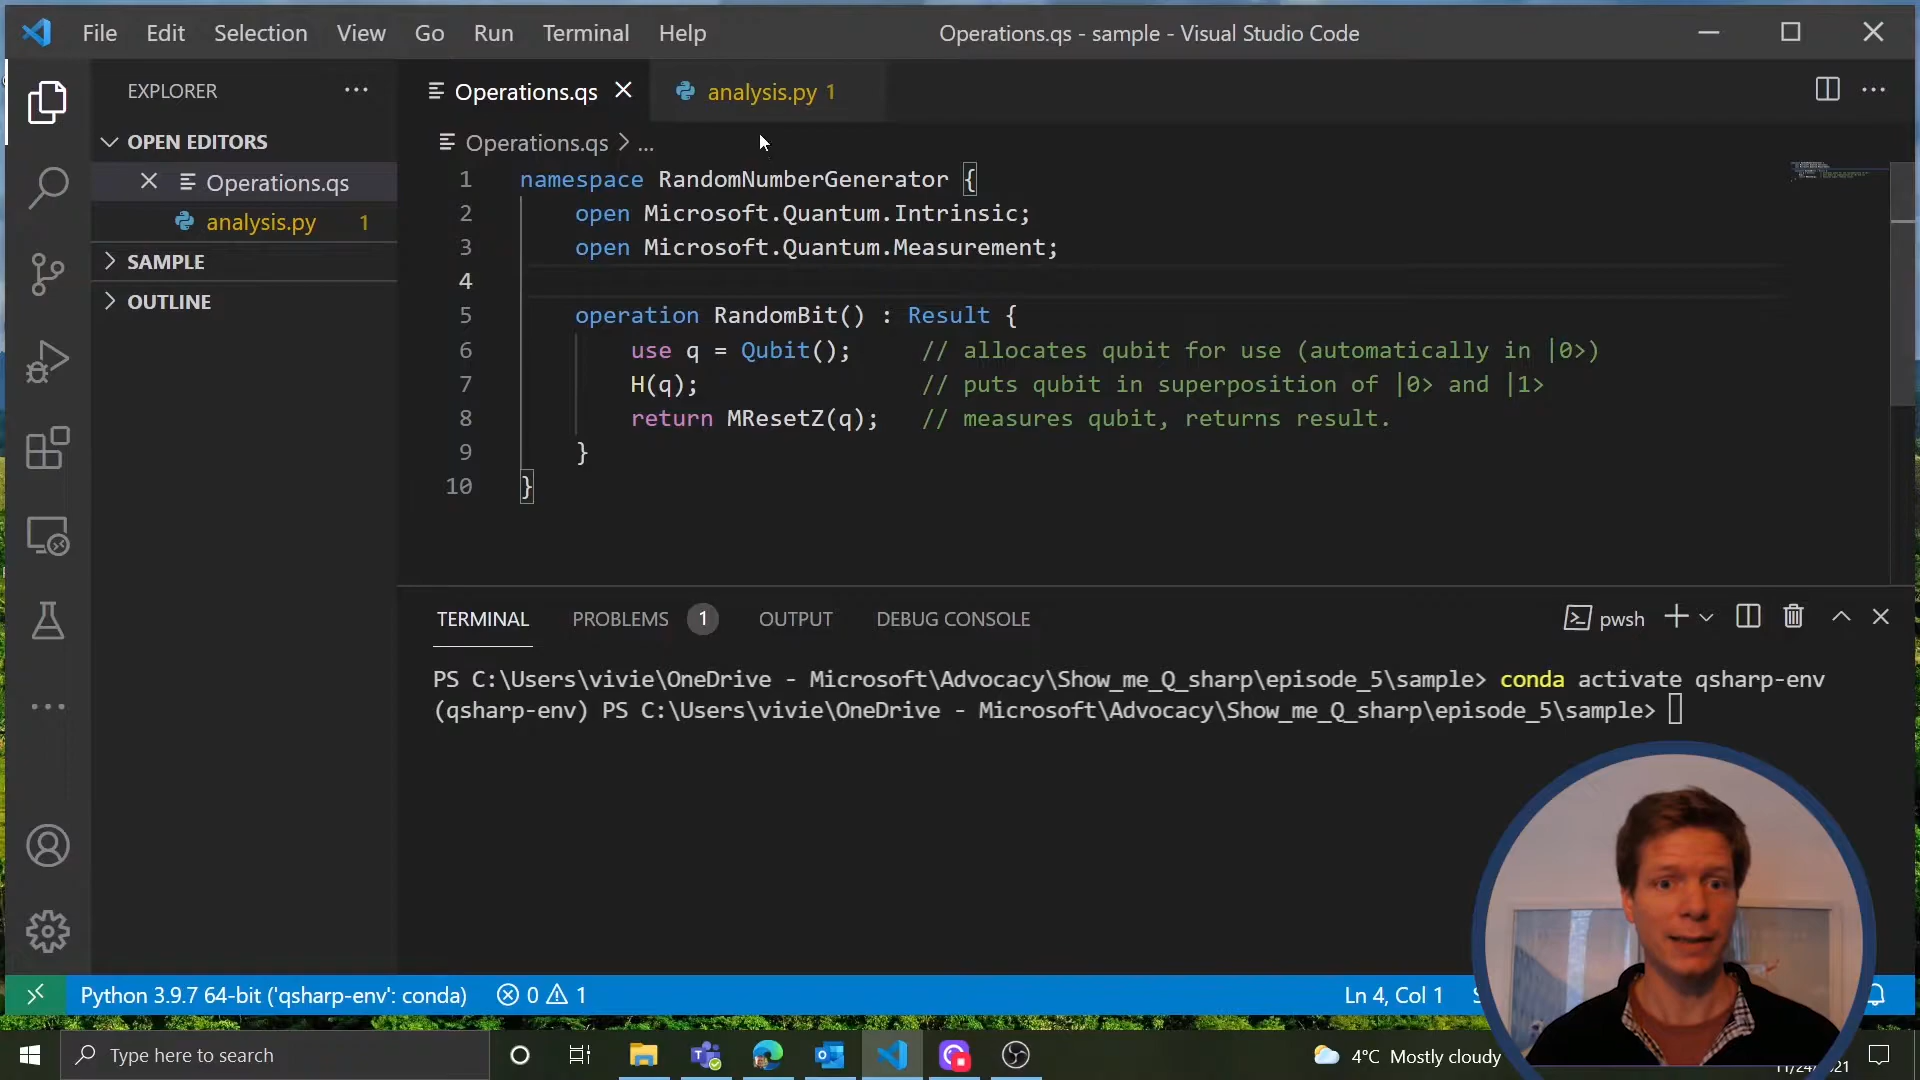 File Edit Selection View Go Run Terminal Help Operations.qs - sample - Visual Studio Code
EXPLORER ··· Operations.qs analysis.py 1 ···
OPEN EDITORS
Operations.qs > ...
Operations.qs
analysis.py 1
SAMPLE
OUTLINE
1 namespace RandomNumberGenerator {
2 open Microsoft.Quantum.Intrinsic;
3 open Microsoft.Quantum.Measurement;
4
5 operation RandomBit() : Result {
6 use q = Qubit(); // allocates qubit for use (automatically in |0>)
7 H(q); // puts qubit in superposition of |0> and |1>
8 return MResetZ(q); // measures qubit, returns result.
9 }
10 }
TERMINAL PROBLEMS 1 OUTPUT DEBUG CONSOLE pwsh
PS C:\Users\vivie\OneDrive - Microsoft\Advocacy\Show_me_Q_sharp\episode_5\sample> conda activate qsharp-env
(qsharp-env) PS C:\Users\vivie\OneDrive - Microsoft\Advocacy\Show_me_Q_sharp\episode_5\sample>
Python 3.9.7 64-bit ('qsharp-env': conda) 0 1 Ln 4, Col 1
Type here to search 4°C Mostly cloudy